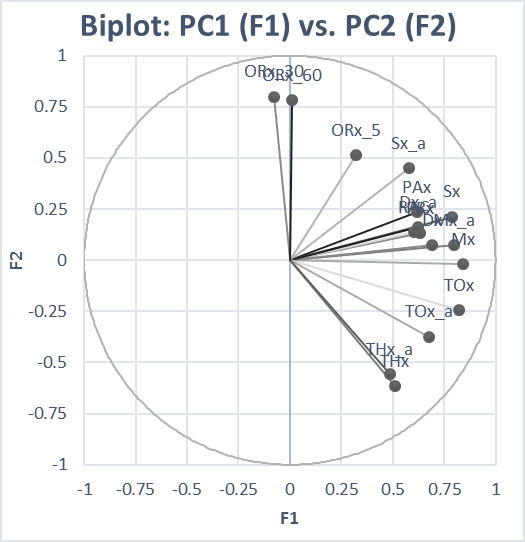 Biplot: PC1 (F1) vs. PC2 (F2)
1
ORx_30
ORx_60
0.75
ORx_5
0.5
Sx_a
PAx
Sx
0.25
Dx_a
Mx_a
Mx
0
TOx
-0.25
TOx_a
THx_a
-0.5
THx
-0.75
-1
-1
-0.75
-0.5
-0.25
0
0.25
0.5
0.75
1
F2
F1